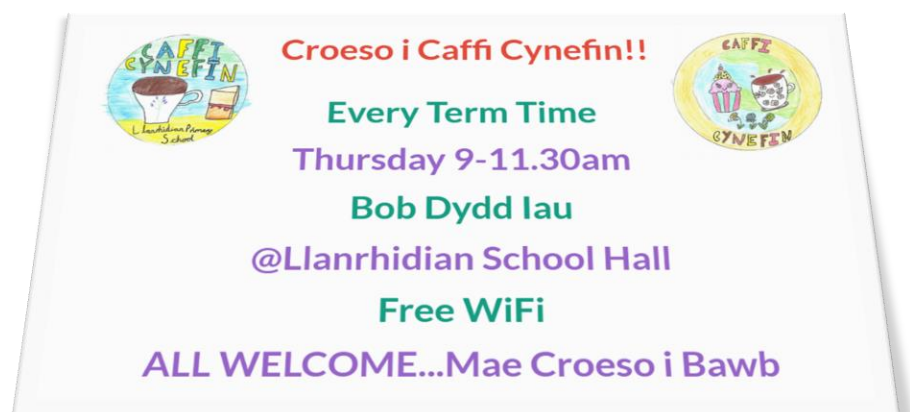 CAFFI
CYNEFIN
Llanrhidian Primary
School
Croeso i Caffi Cynefin!!
CAFFI
CYNEFIN
Every Term Time
Thursday 9-11.30am
Bob Dydd Iau
@Llanrhidian School Hall
Free WiFi
ALL WELCOME...Mae Croeso i Bawb